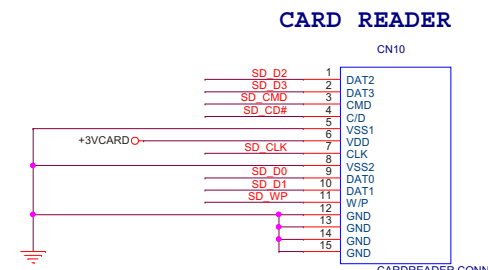 CARD READER
CN10
SD_D2 1 DAT2
SD_D3 2 DAT3
SD_CMD 3 CMD
SD_CD# 4 C/D
5 VSS1
+3VCARD 6 VDD
SD_CLK 7 CLK
8 VSS2
SD_D0 9 DAT0
SD_D1 10 DAT1
SD_WP 11 W/P
12 GND
13 GND
14 GND
15 GND
CARDREADER CONN